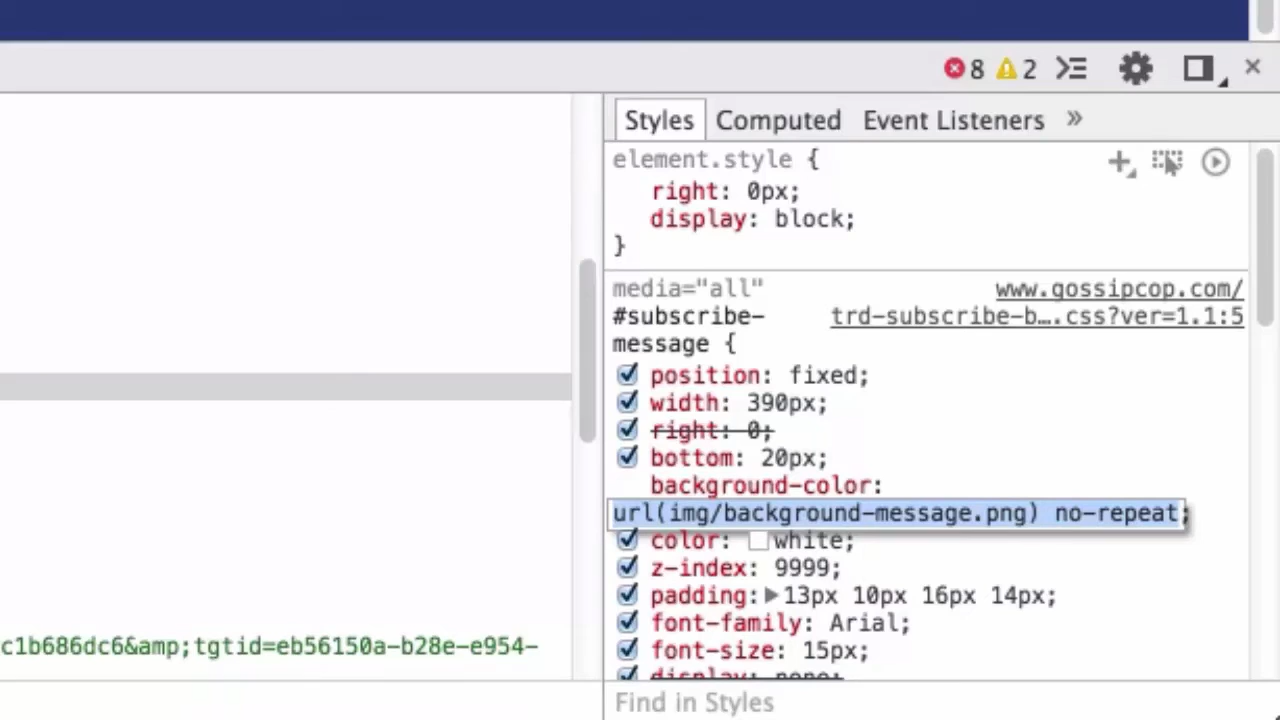 8 2
Styles Computed Event Listeners »
element.style {
right: 0px;
display: block;
}
media="all" www.gossipcop.com/
#subscribe- trd-subscribe-b….css?ver=1.1:5
message {
position: fixed;
width: 390px;
right: 0;
bottom: 20px;
background-color:
url(img/background-message.png) no-repeat;
color: white;
z-index: 9999;
padding: 13px 10px 16px 14px;
font-family: Arial;
font-size: 15px;
display: none;
c1b686dc6&amp;tgtid=eb56150a-b28e-e954-
Find in Styles